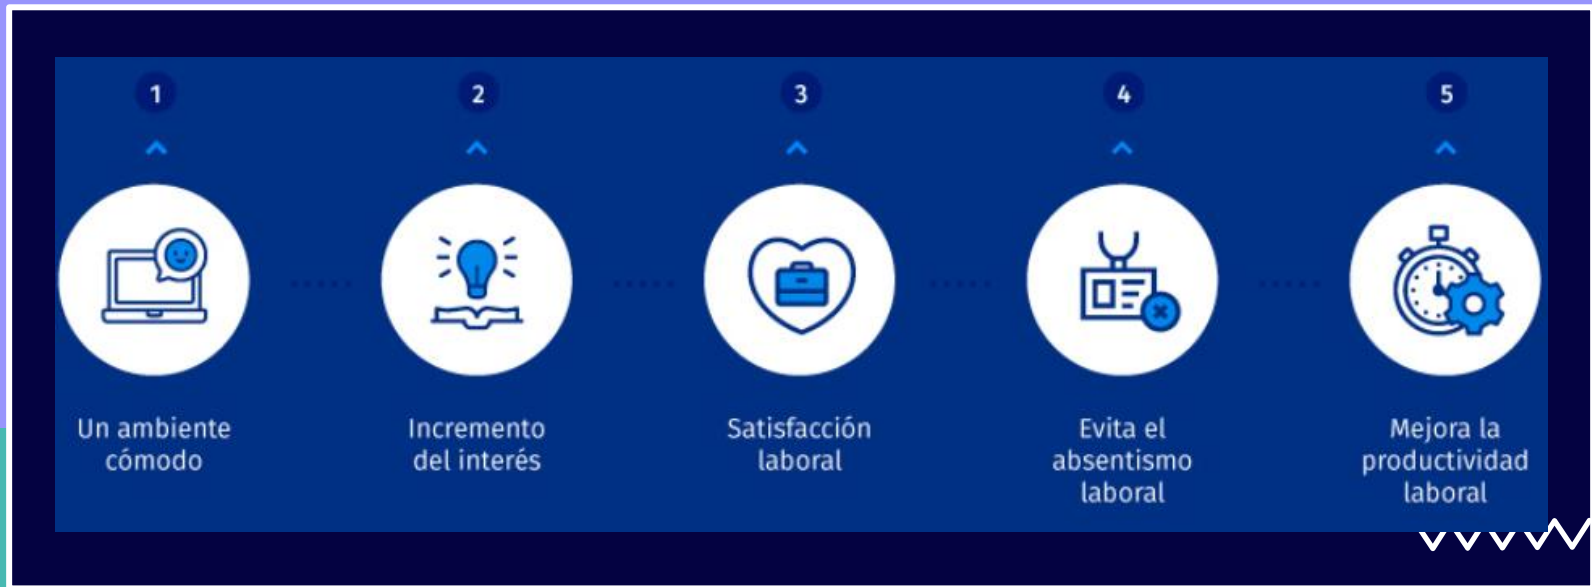 1
2
3
4
5
Un ambiente
cómodo
Incremento
del interés
Satisfacción
laboral
Evita el
absentismo
laboral
Mejora la
productividad
laboral